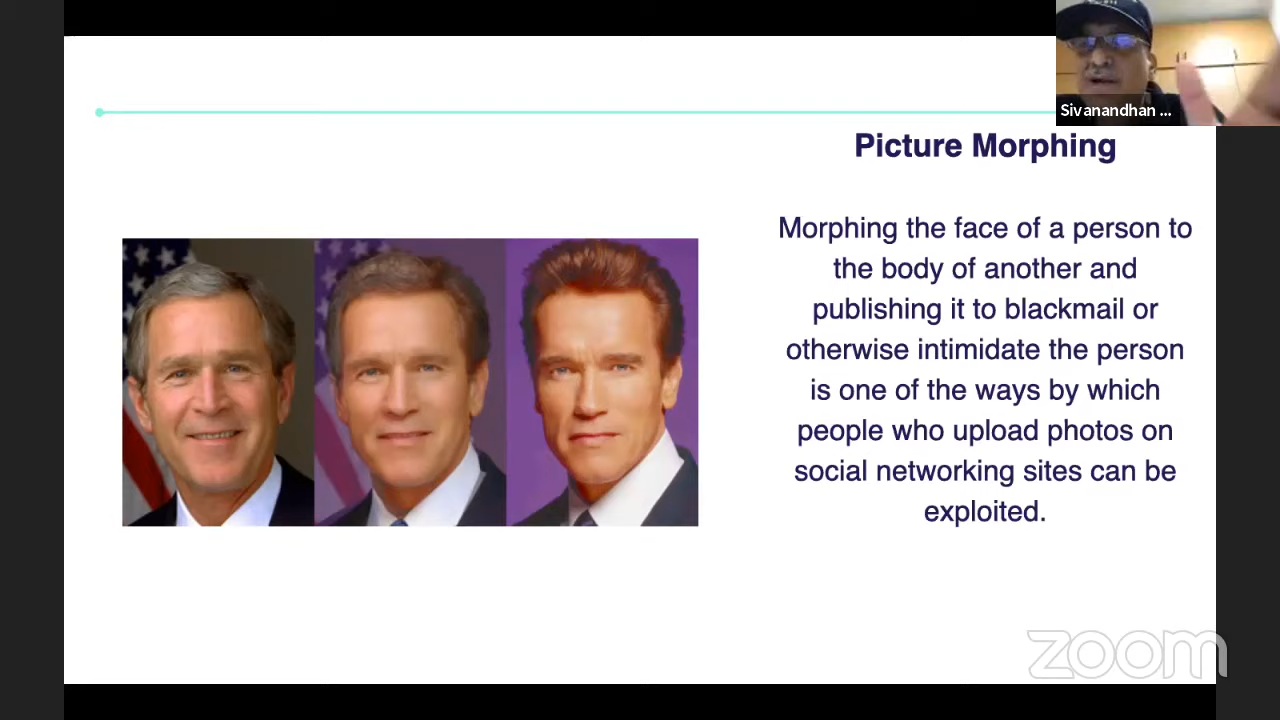 Sivanandhan ...
Picture Morphing
Morphing the face of a person to
the body of another and
publishing it to blackmail or
otherwise intimidate the person
is one of the ways by which
people who upload photos on
social networking sites can be
exploited.
zoom